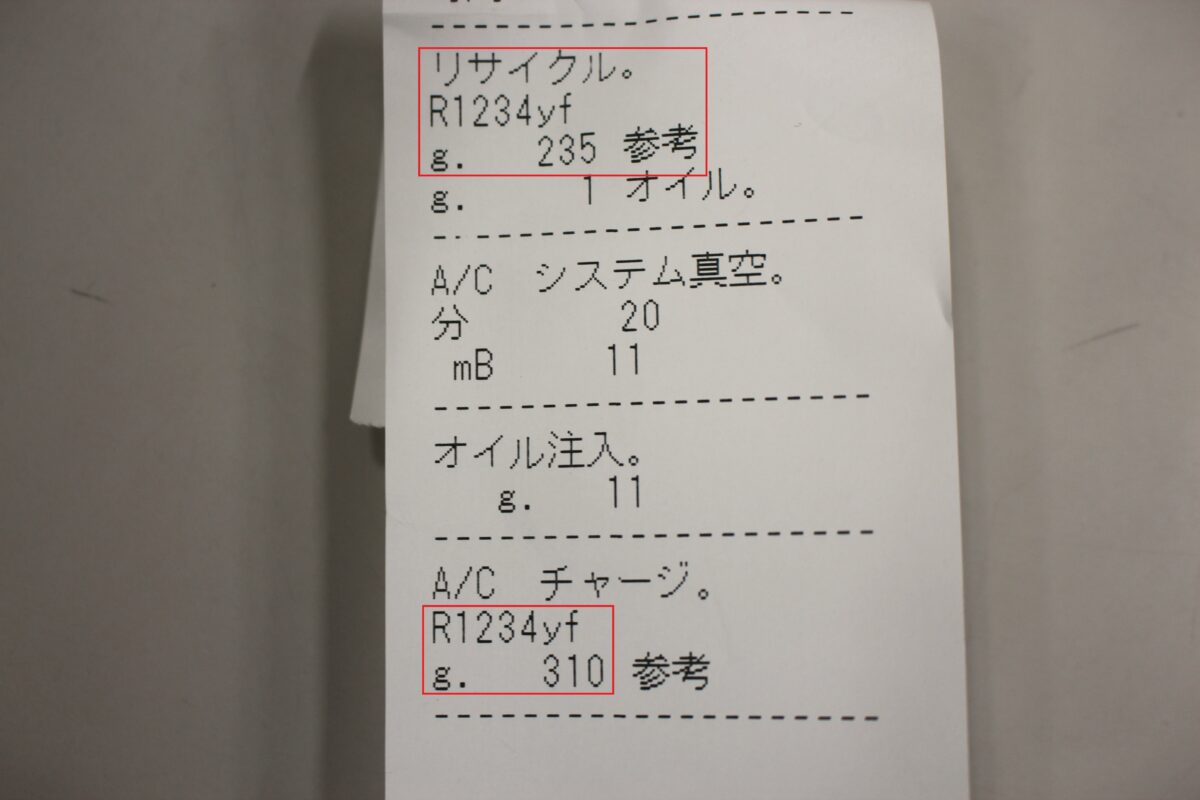 リサイクル。
R1234yf
g. 235 参考
g. 1 オイル。
A/C システム真空。
分 20
mB 11
オイル注入。
g. 11
A/C チャージ。
R1234yf
g. 310 参考